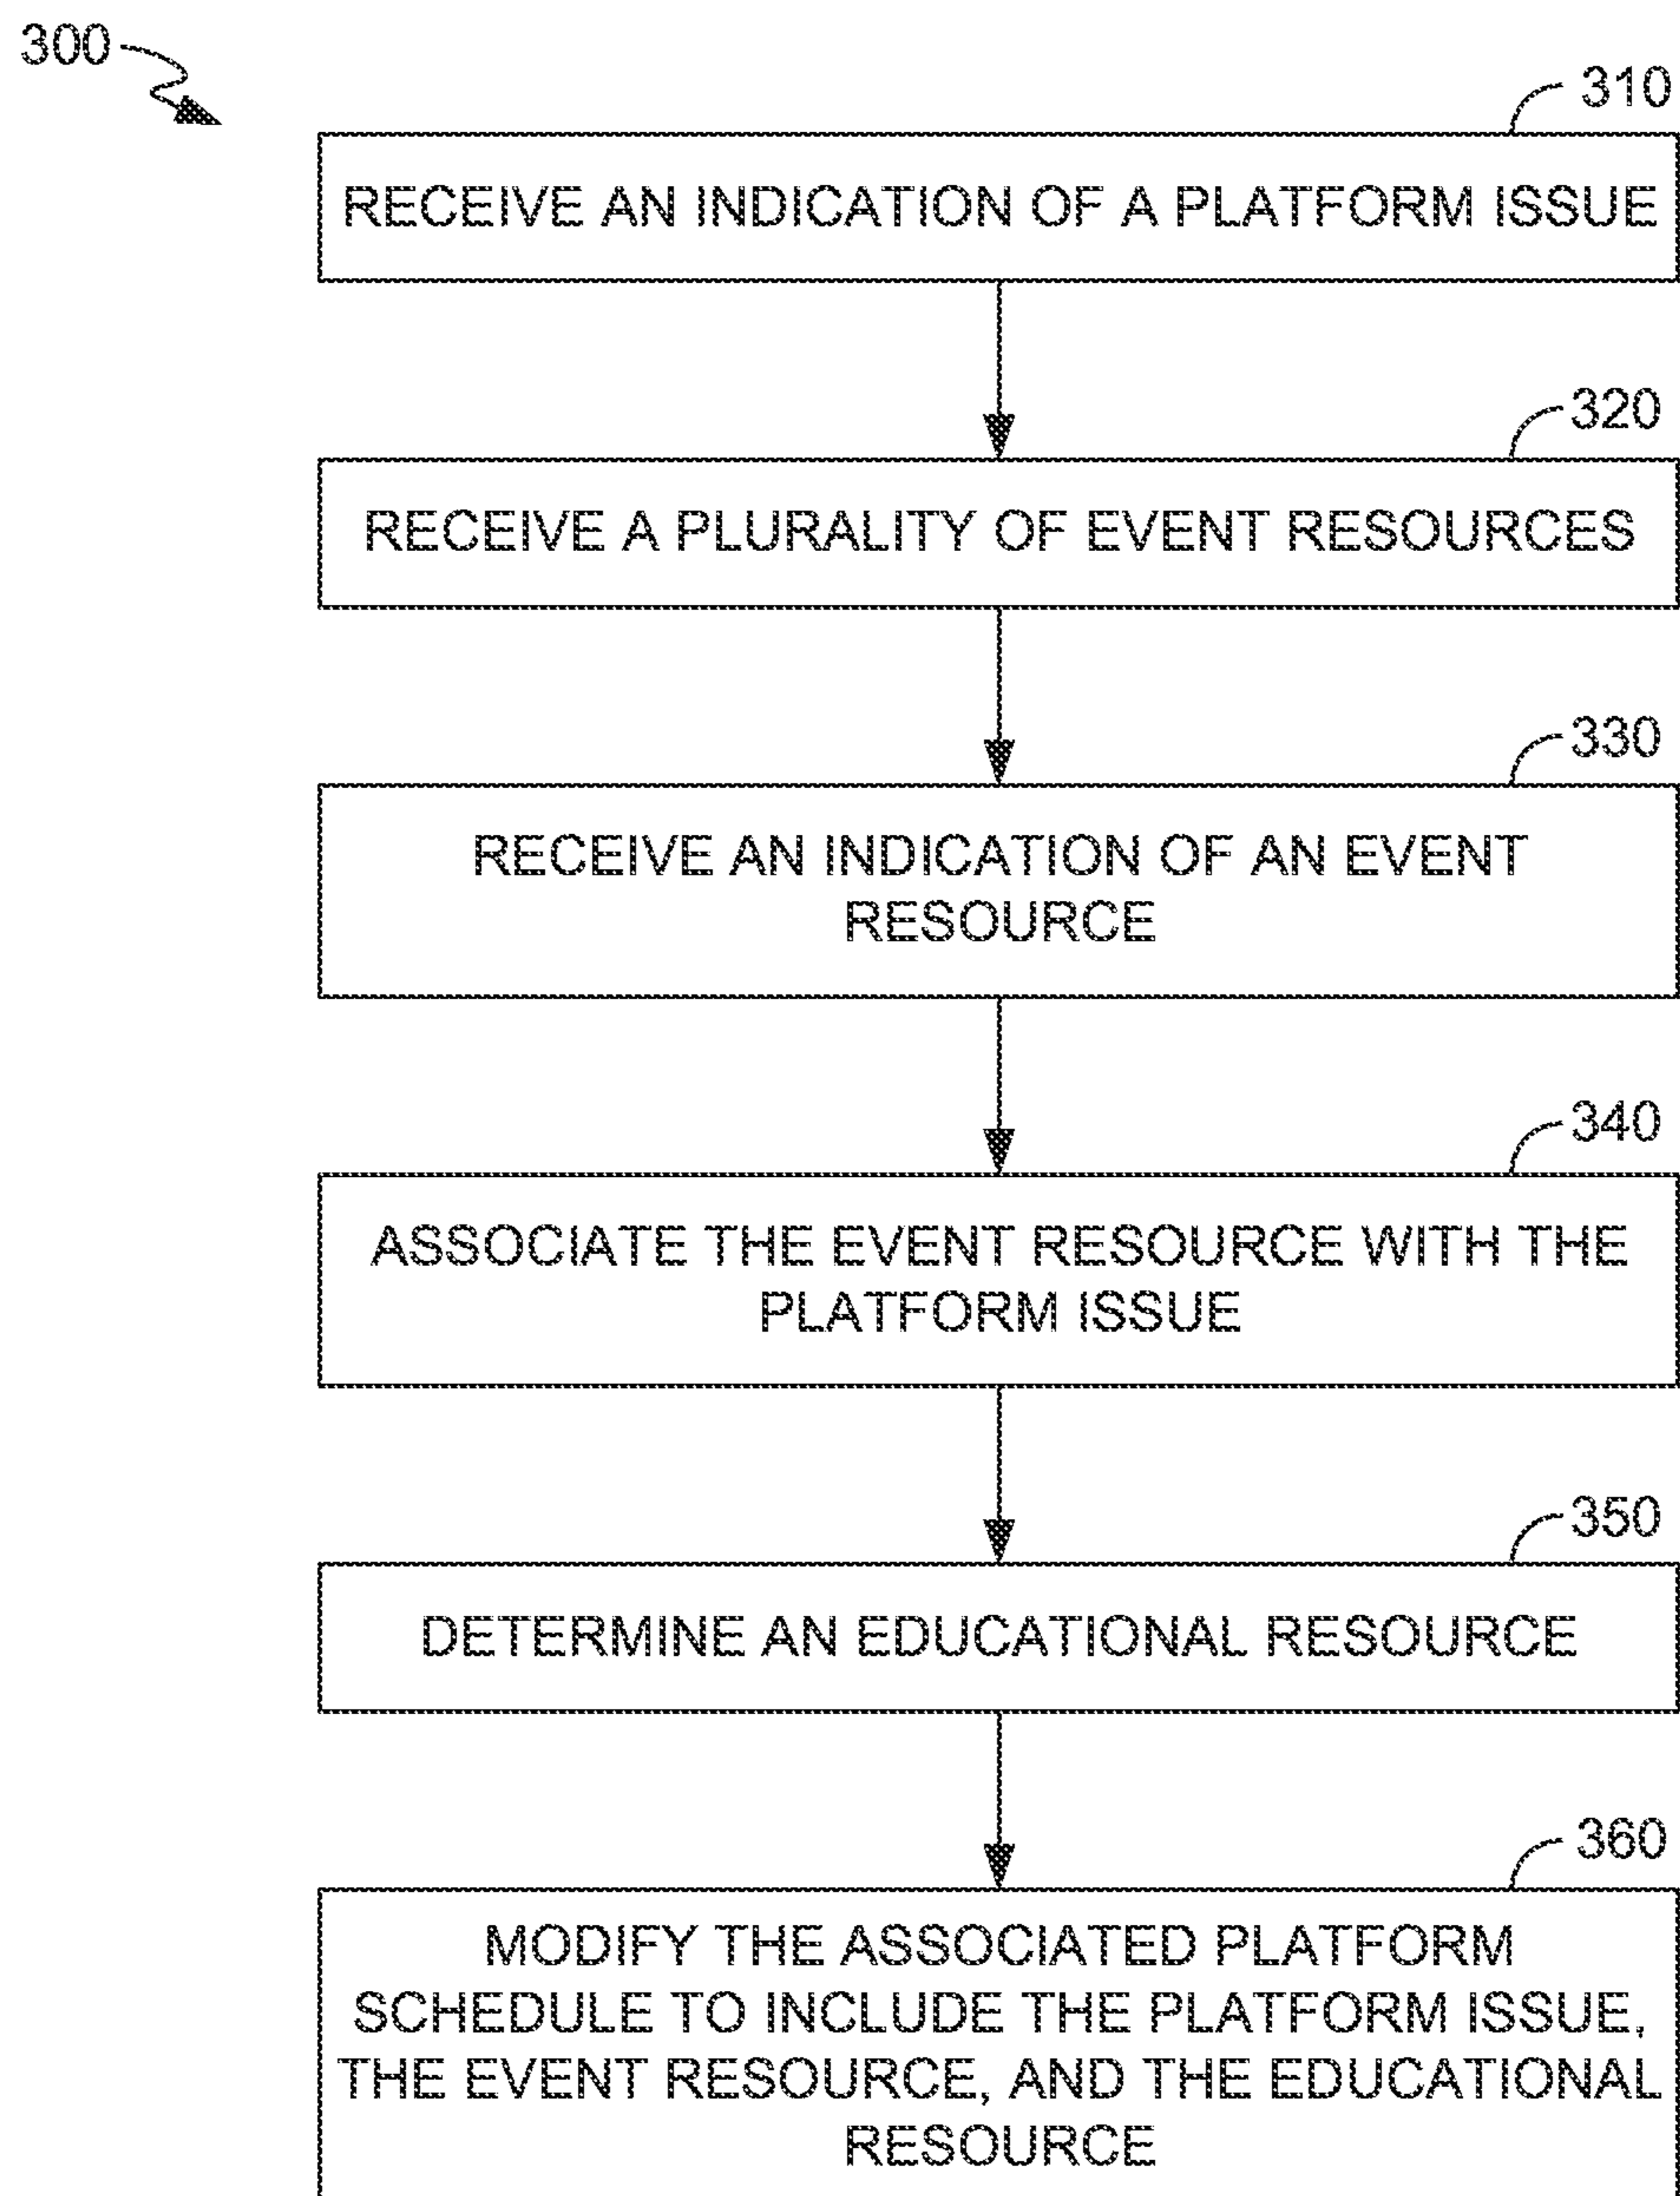 300
310
RECEIVE AN INDICATION OF A PLATFORM ISSUE
320
RECEIVE A PLURALITY OF EVENT RESOURCES
330
RECEIVE AN INDICATION OF AN EVENT
RESOURCE
340
ASSOCIATE THE EVENT RESOURCE WITH THE
PLATFORM ISSUE
350
DETERMINE AN EDUCATIONAL RESOURCE
360
MODIFY THE ASSOCIATED PLATFORM
SCHEDULE TO INCLUDE THE PLATFORM ISSUE,
THE EVENT RESOURCE, AND THE EDUCATIONAL
RESOURCE